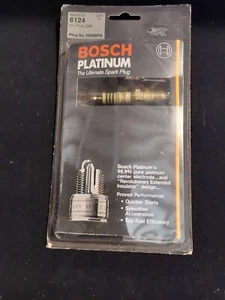 6124
BOSCH
PLATINUM
The Ultimate Spark Plug
Bosch Platinum's
99.9% pure platinum
center electrode...and
"Revolutionary Extended
Insulator" design...
Proven Performance:
• Quicker Starts
• Smoother
Acceleration
• Top Fuel Efficiency